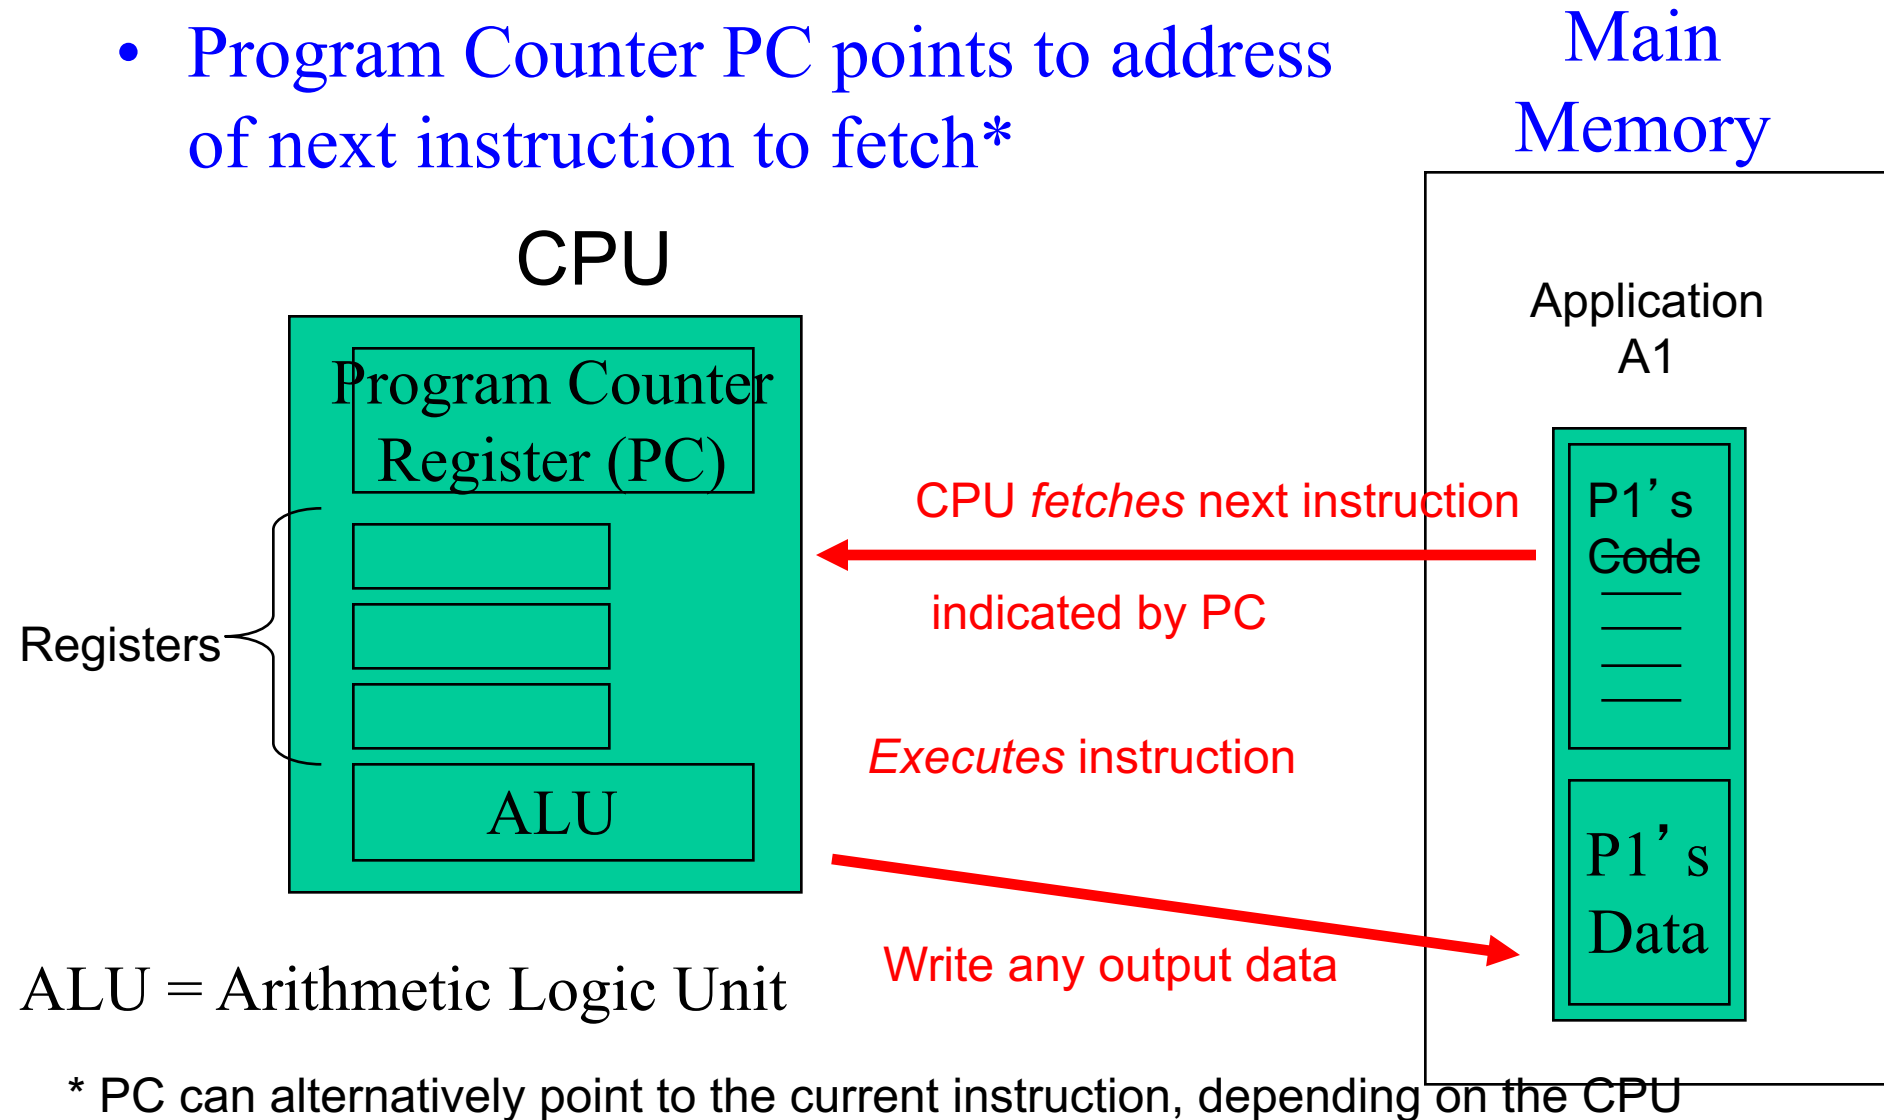 • Program Counter PC points to address
of next instruction to fetch*
Main
Memory
CPU
Program Counter
Register (PC)
Registers
ALU
ALU = Arithmetic Logic Unit
CPU fetches next instruction
indicated by PC
Executes instruction
Write any output data
Application
A1
P1's
Code
P1's
Data
* PC can alternatively point to the current instruction, depending on the CPU